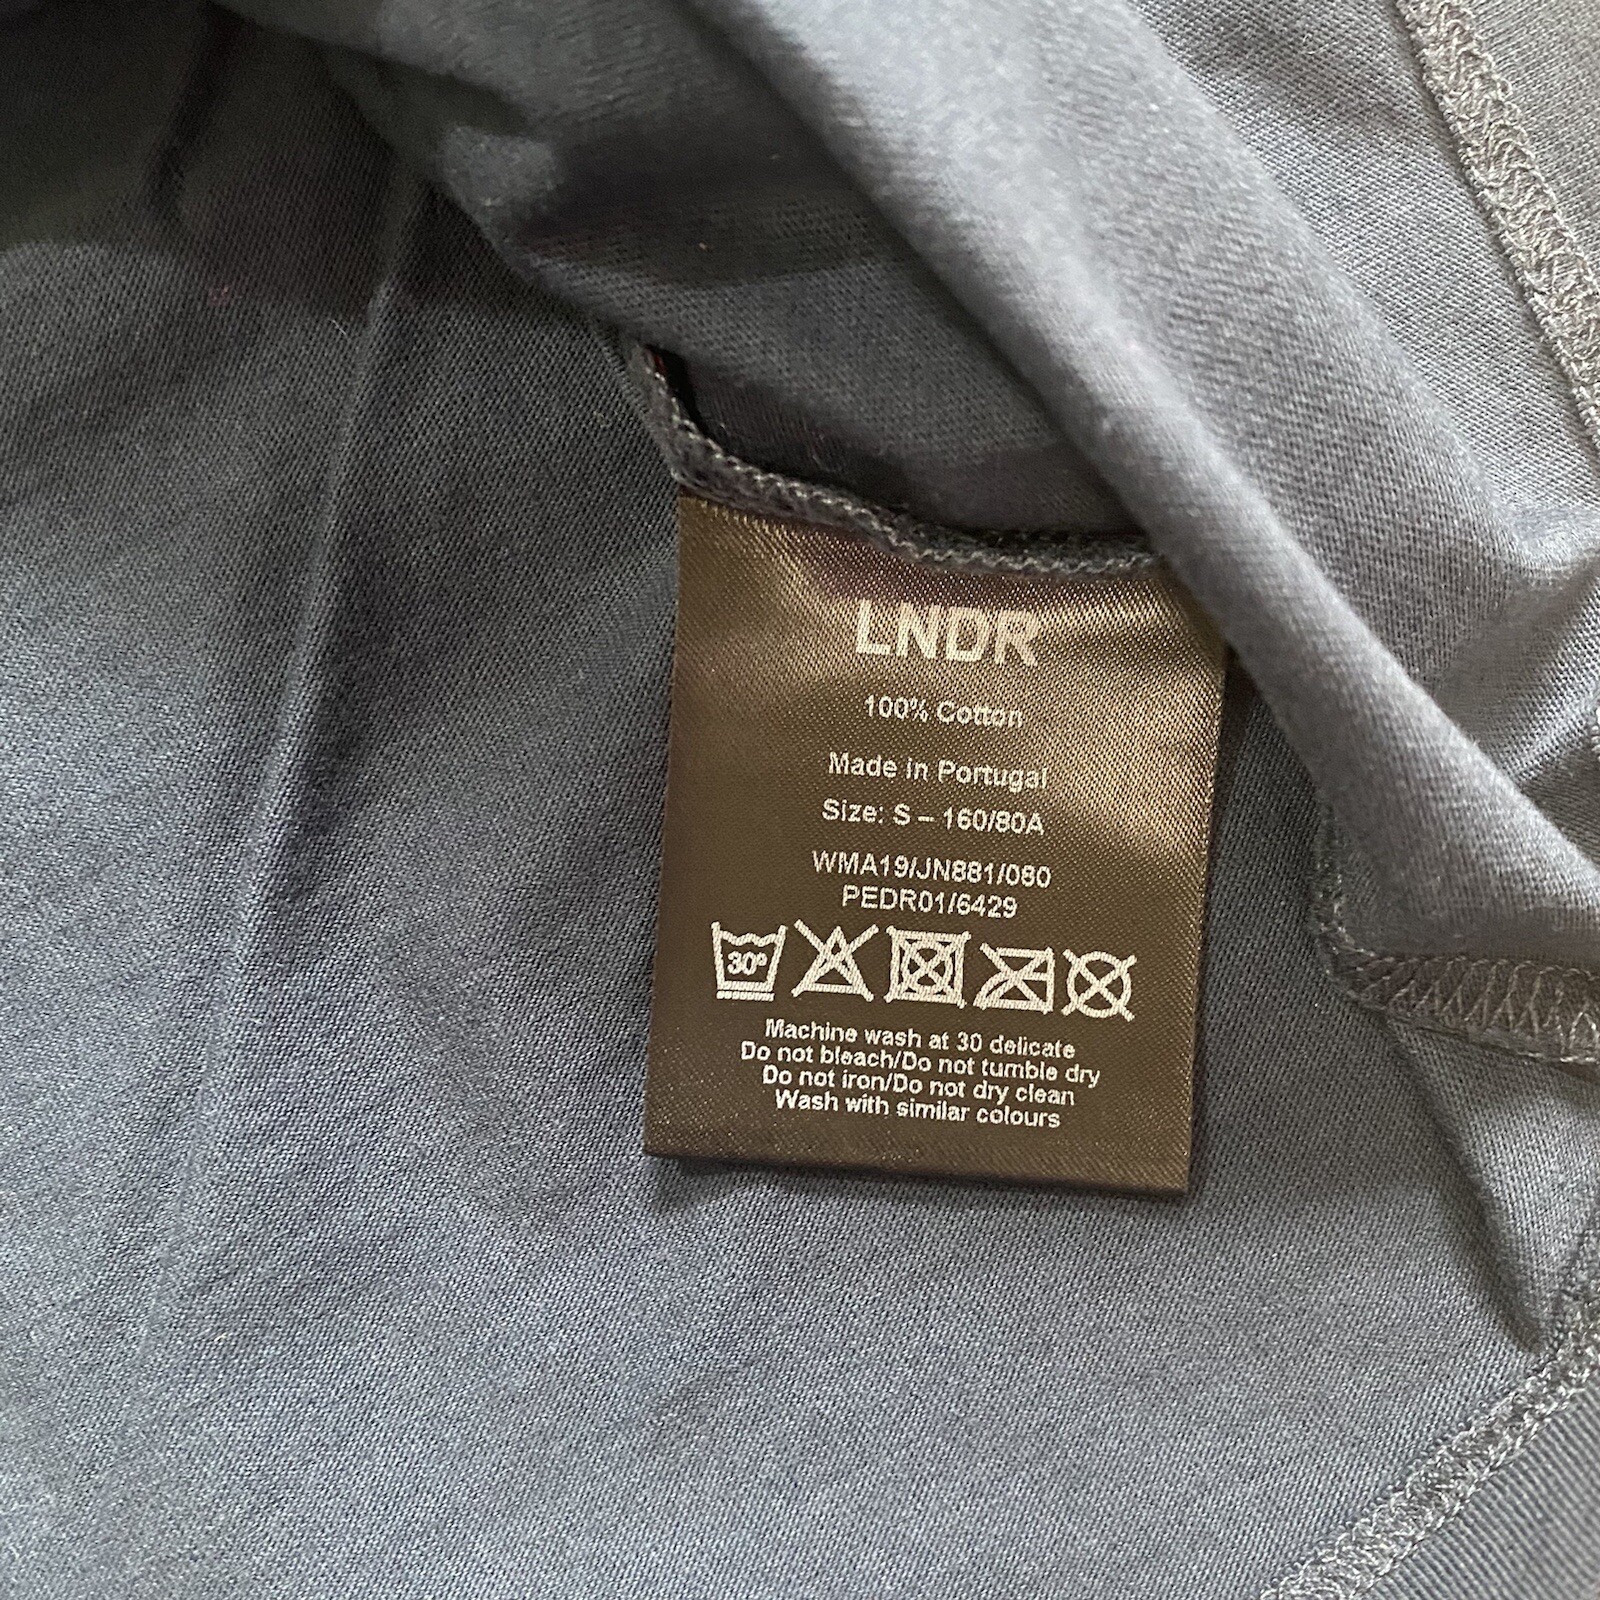 LNDR
100% Cotton
Made in Portugal
Size: S – 160/80A
WMA19/JN881/080
PEDR01/6429
30°
Machine wash at 30 delicate
Do not bleach/Do not tumble dry
Do not iron/Do not dry clean
Wash with similar colours